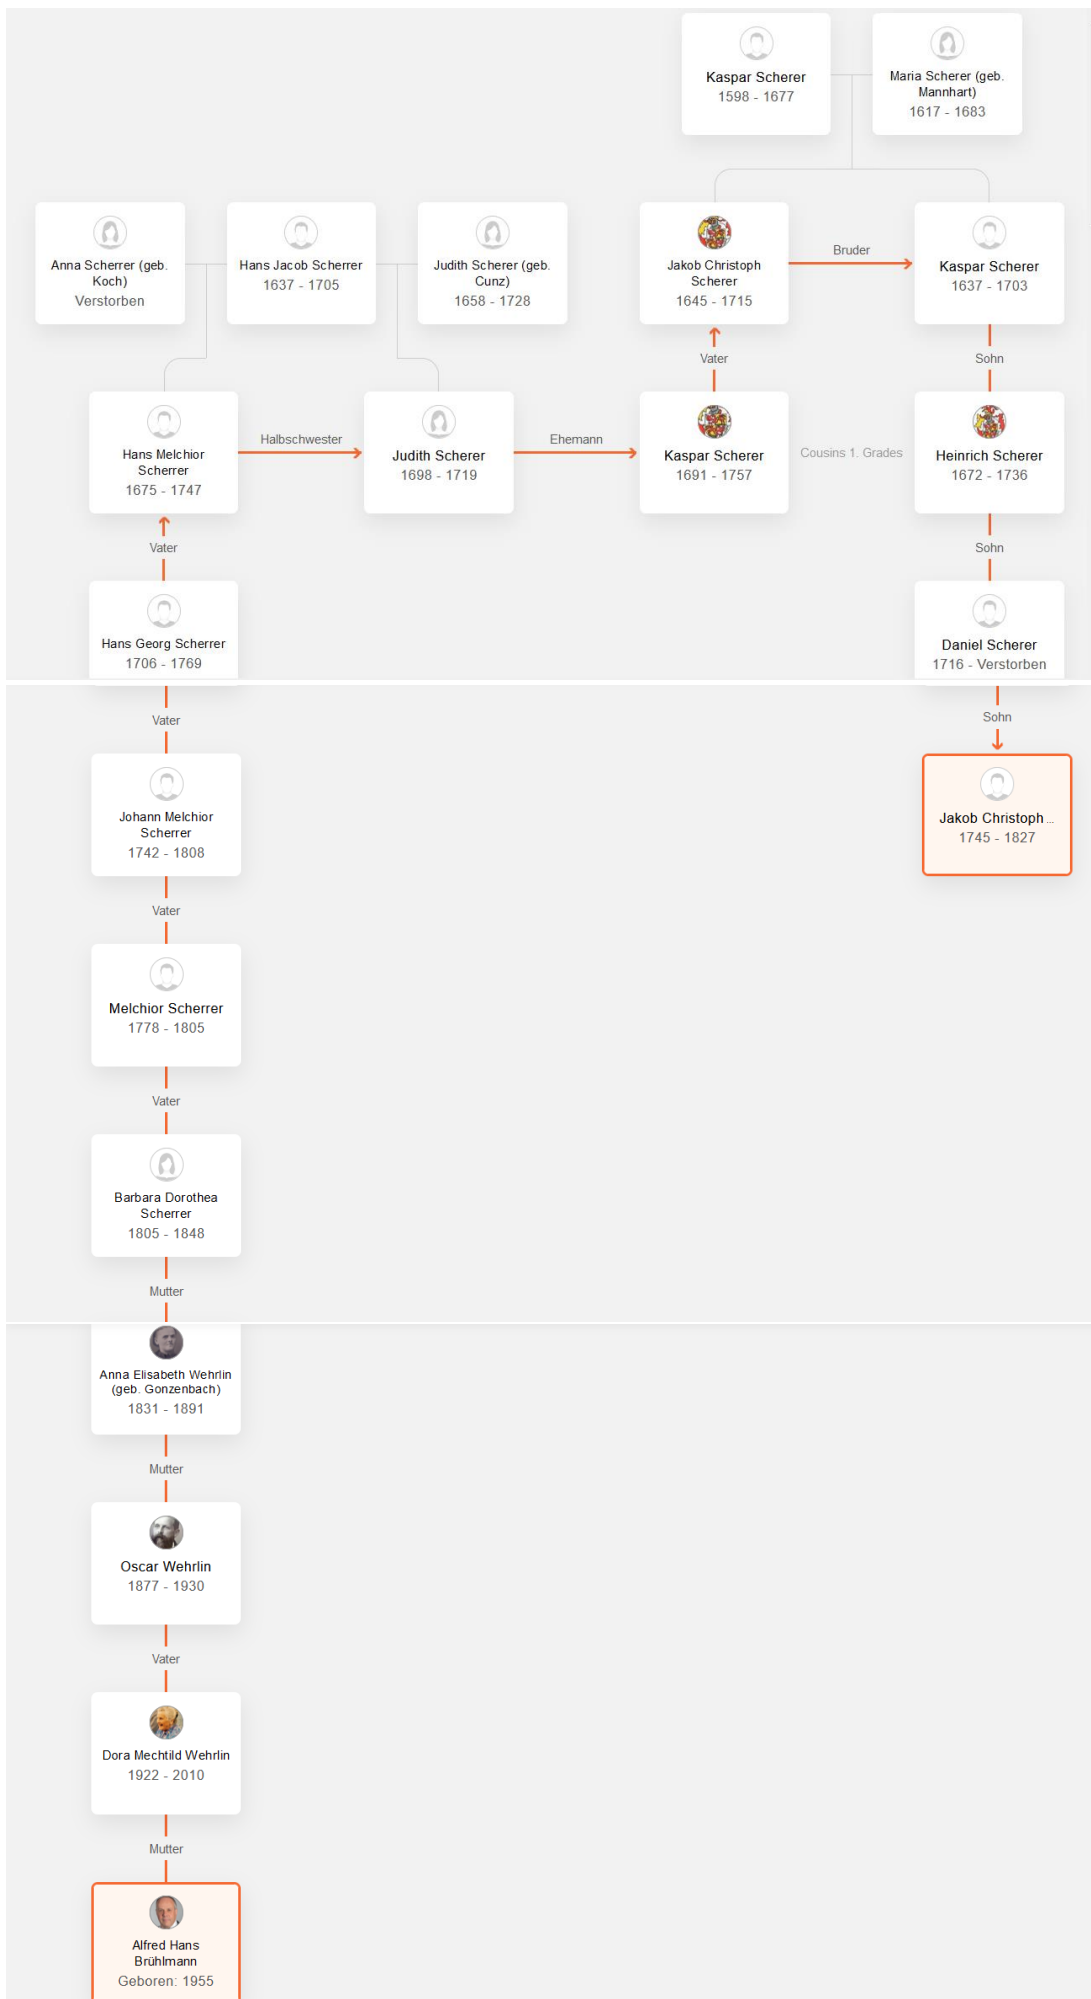 Kaspar Scherer
1598 - 1677
Maria Scherer (geb.
Mannhart)
1617 - 1683
Anna Scherrer (geb.
Koch)
Verstorben
Hans Jacob Scherrer
1637 - 1705
Judith Scherer (geb.
Cunz)
1658 - 1728
Jakob Christoph
Scherer
1645 - 1715
Bruder
Kaspar Scherer
1637 - 1703
Vater
Sohn
Hans Melchior
Scherrer
1675 - 1747
Halbschwester
Judith Scherer
1698 - 1719
Ehemann
Kaspar Scherer
1691 - 1757
Cousins 1. Grades
Heinrich Scherer
1672 - 1736
Vater
Sohn
Hans Georg Scherrer
1706 - 1769
Daniel Scherer
1716 - Verstorben
Vater
Sohn
Johann Melchior
Scherrer
1742 - 1808
Jakob Christoph ...
1745 - 1827
Vater
Melchior Scherrer
1778 - 1805
Vater
Barbara Dorothea
Scherrer
1805 - 1848
Mutter
Anna Elisabeth Wehrlin
(geb. Gonzenbach)
1831 - 1891
Mutter
Oscar Wehrlin
1877 - 1930
Vater
Dora Mechtild Wehrlin
1922 - 2010
Mutter
Alfred Hans
Brühlmann
Geboren: 1955